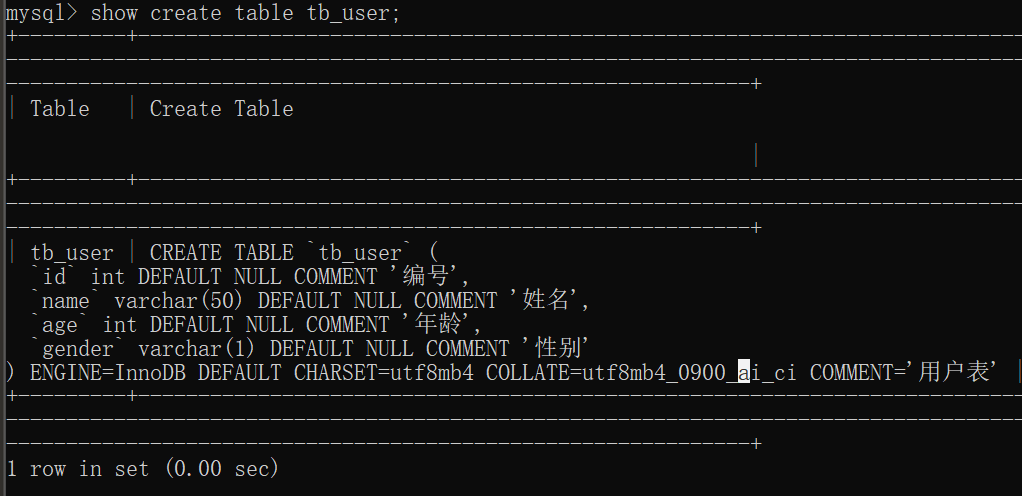 mysql> show create table tb_user;
+---------+--------------------------------------------------------------------------
-------------------------------------------------------------------------------------
--------------------------------------------------------------+
| Table   | Create Table
|
+---------+--------------------------------------------------------------------------
-------------------------------------------------------------------------------------
--------------------------------------------------------------+
| tb_user | CREATE TABLE `tb_user` (
  `id` int DEFAULT NULL COMMENT '编号',
  `name` varchar(50) DEFAULT NULL COMMENT '姓名',
  `age` int DEFAULT NULL COMMENT '年龄',
  `gender` varchar(1) DEFAULT NULL COMMENT '性别'
) ENGINE=InnoDB DEFAULT CHARSET=utf8mb4 COLLATE=utf8mb4_0900_ai_ci COMMENT='用户表' |
+---------+--------------------------------------------------------------------------
-------------------------------------------------------------------------------------
--------------------------------------------------------------+
1 row in set (0.00 sec)